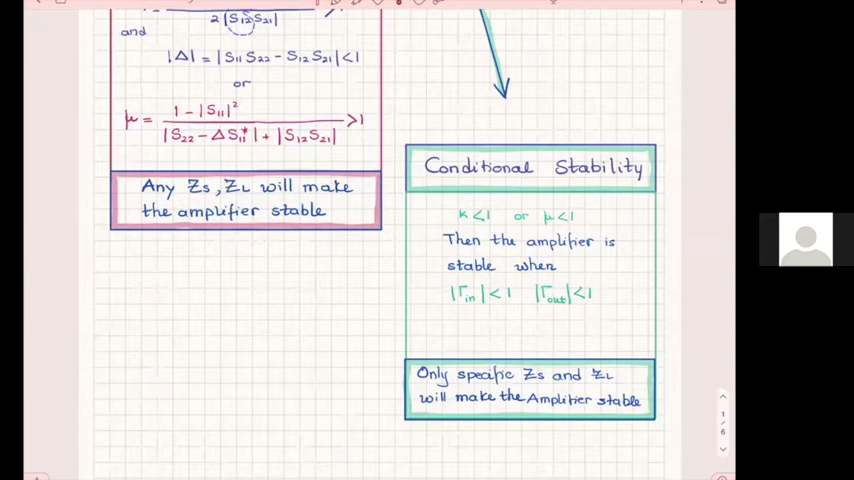 2|S12S21|
and
|Δ| = |S11S22 - S12S21| <1
or
μ = 1 - |S11|² / |S22 - ΔS11*| + |S12S21| >1
Any Zs, ZL will make
the amplifier stable
Conditional Stability
K<1 or μ<1
Then the amplifier is
stable when
|Γin| < 1 |Γout| < 1
Only specific Zs and ZL
will make the Amplifier stable
1
/
6